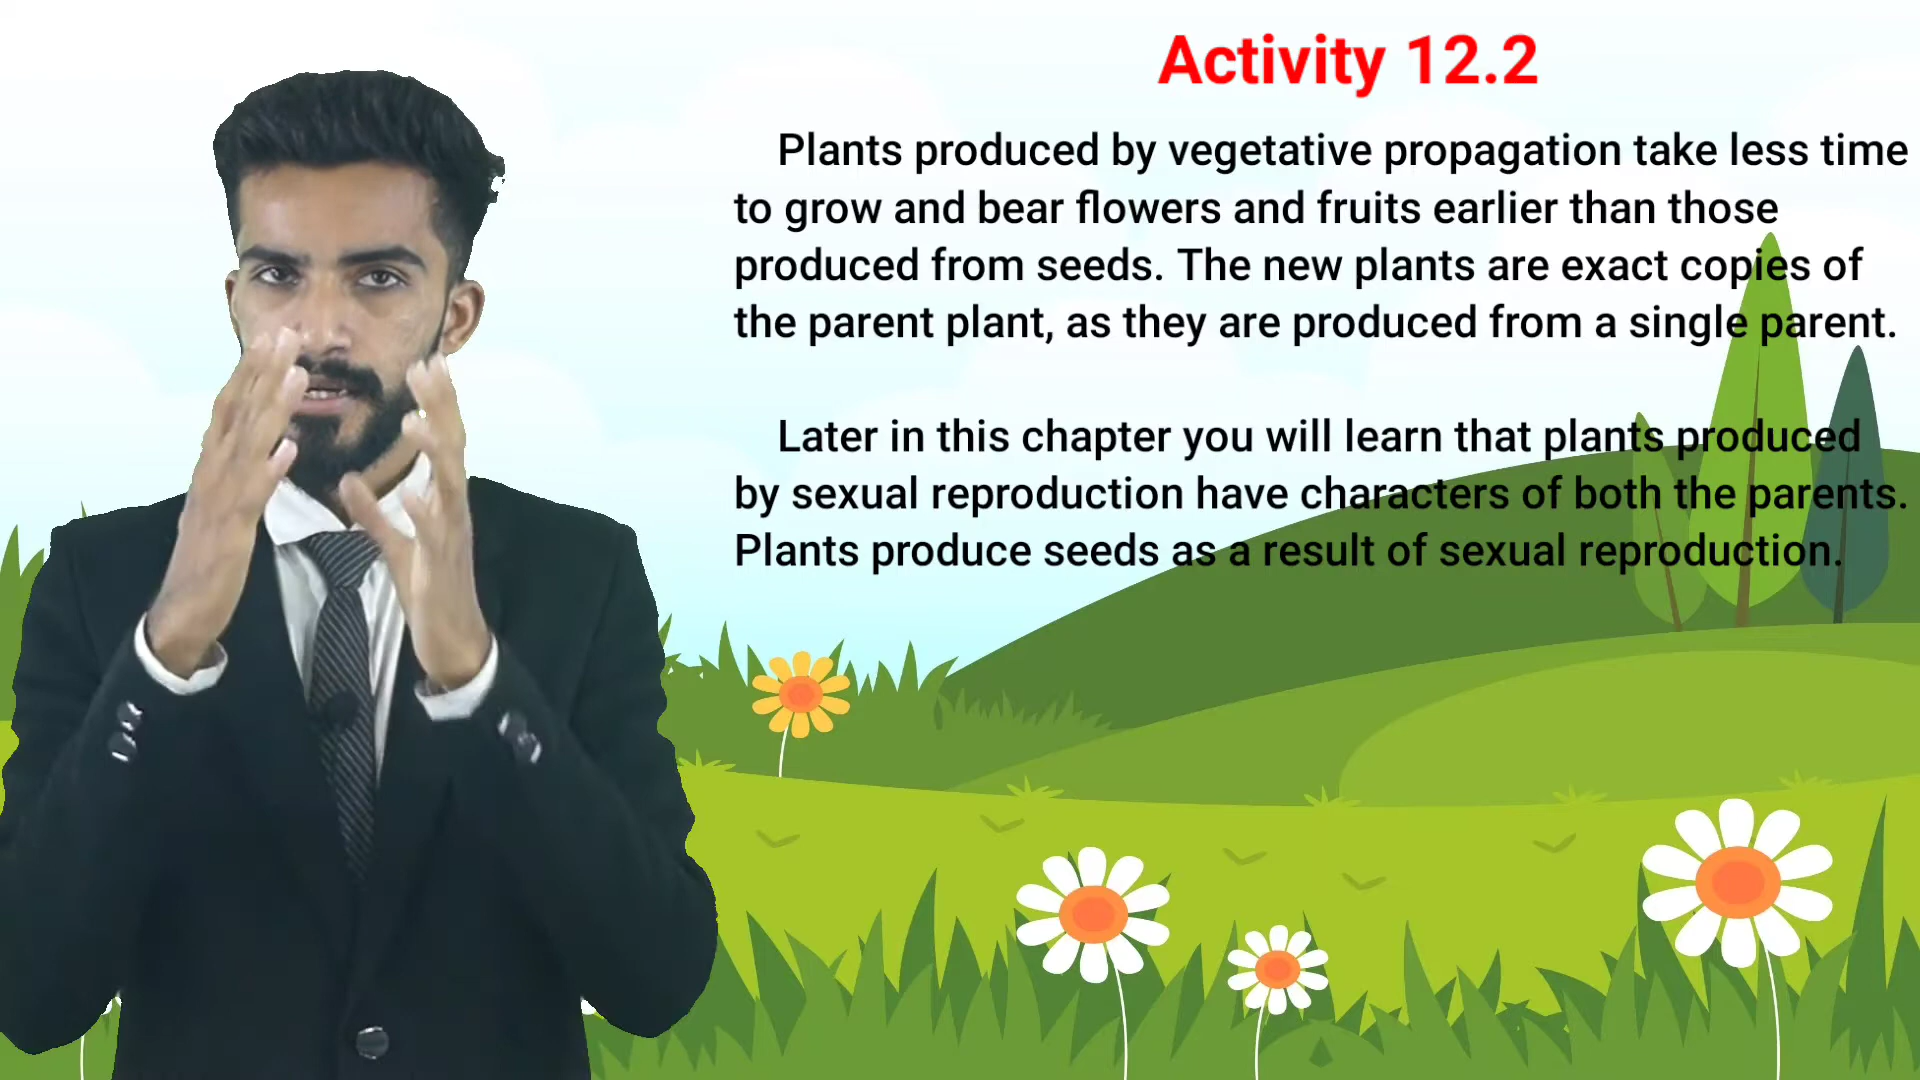 Activity 12.2
Plants produced by vegetative propagation take less time
to grow and bear flowers and fruits earlier than those
produced from seeds. The new plants are exact copies of
the parent plant, as they are produced from a single parent.
Later in this chapter you will learn that plants produced
by sexual reproduction have characters of both the parents.
Plants produce seeds as a result of sexual reproduction.